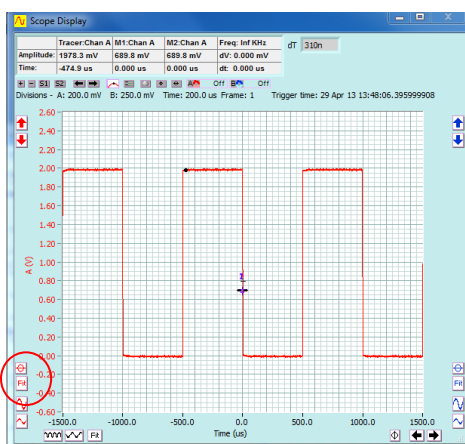 Scope Display
Tracer:Chan A M1:Chan A M2:Chan A Freq: Inf KHz dT 310n
Amplitude: 1978.3 mV 689.8 mV 689.8 mV dV: 0.000 mV
Time: -474.9 us 0.000 us 0.000 us dt: 0.000 us
S1 S2 A Off B Off
Divisions - A: 200.0 mV B: 250.0 mV Time: 200.0 us Frame: 1 Trigger time: 29 Apr 13 13:48:06.395999908
2.60
2.40
2.20
2.00
1.80
1.60
1.40
1.20
1.00
0.80
0.60
0.40
0.20
0.00
-0.20
-0.40
-0.60
A (V)
1
Fit
Fit
-1500.0 -1000.0 -500.0 0.0 500.0 1000.0 1500.0
Fit Time (us)